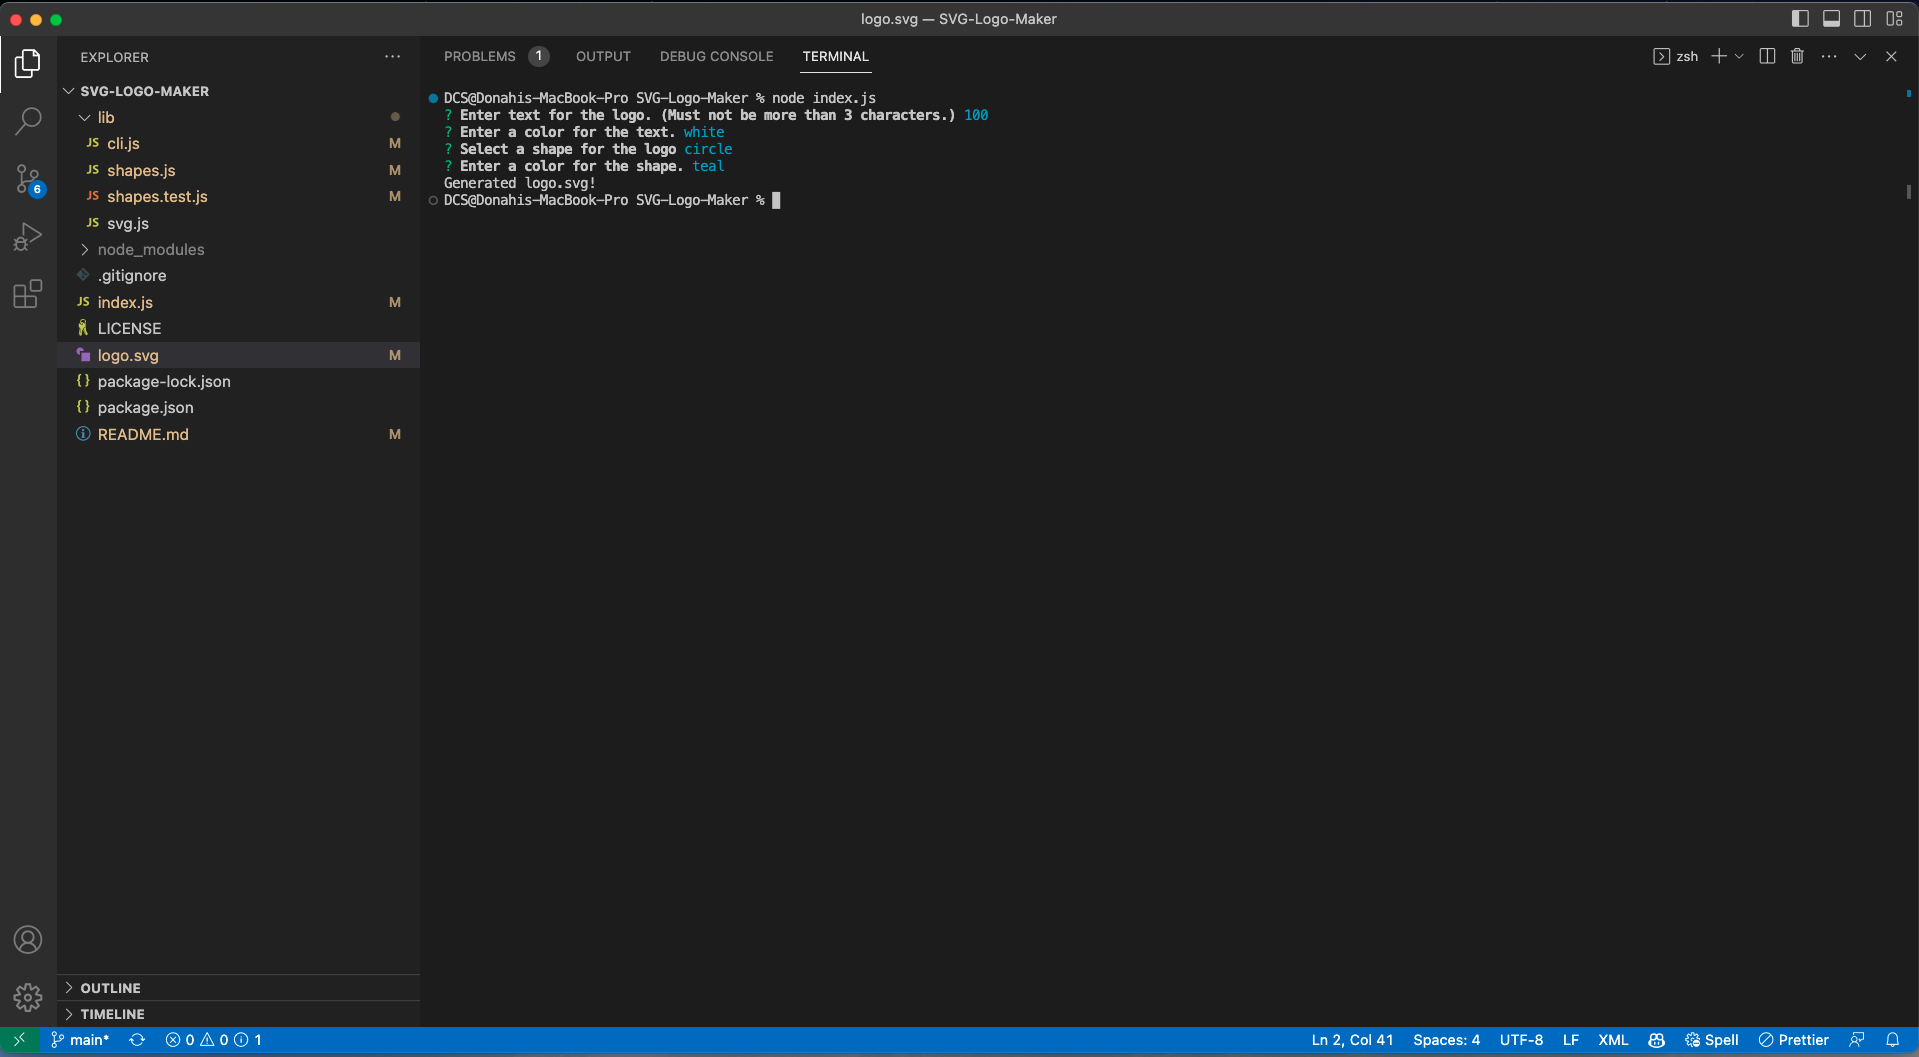 logo.svg — SVG-Logo-Maker
EXPLORER
SVG-LOGO-MAKER
lib
JS cli.js M
JS shapes.js M
JS shapes.test.js M
JS svg.js
node_modules
.gitignore
JS index.js M
LICENSE
logo.svg M
{} package-lock.json
{} package.json
README.md M
6
OUTLINE
TIMELINE
PROBLEMS 1 OUTPUT DEBUG CONSOLE TERMINAL
zsh
DCS@Donahis-MacBook-Pro SVG-Logo-Maker % node index.js
? Enter text for the logo. (Must not be more than 3 characters.) 100
? Enter a color for the text. white
? Select a shape for the logo circle
? Enter a color for the shape. teal
Generated logo.svg!
DCS@Donahis-MacBook-Pro SVG-Logo-Maker %
main* 0 0 1 Ln 2, Col 41 Spaces: 4 UTF-8 LF XML Spell Prettier